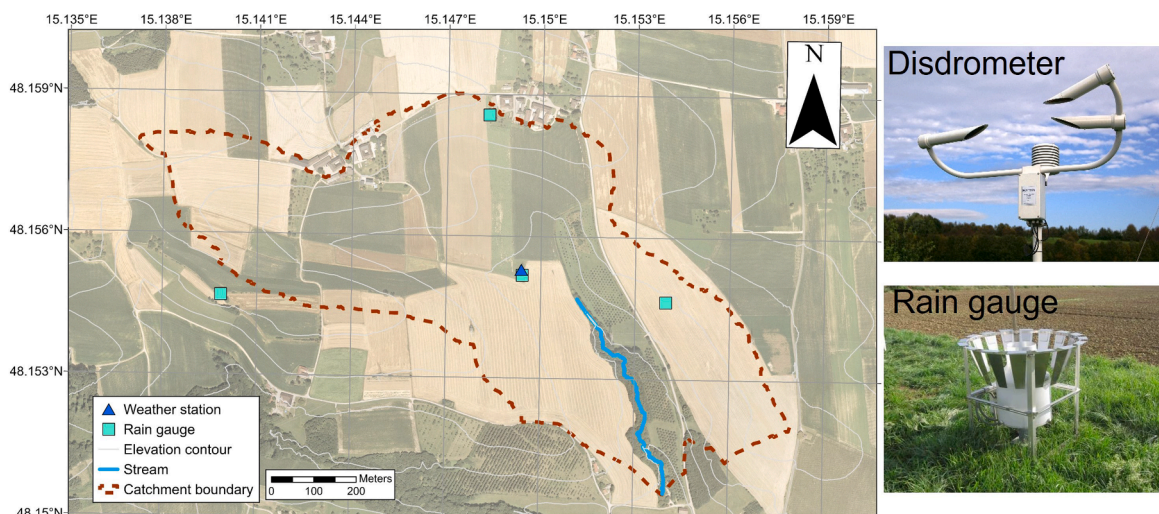 15.135°E 15.138°E 15.141°E 15.144°E 15.147°E 15.15°E 15.153°E 15.156°E 15.159°E
48.159°N
48.156°N
48.153°N
48.15°N
N
Weather station
Rain gauge
Elevation contour
Stream
Catchment boundary
Meters
0 100 200
Disdrometer
Rain gauge